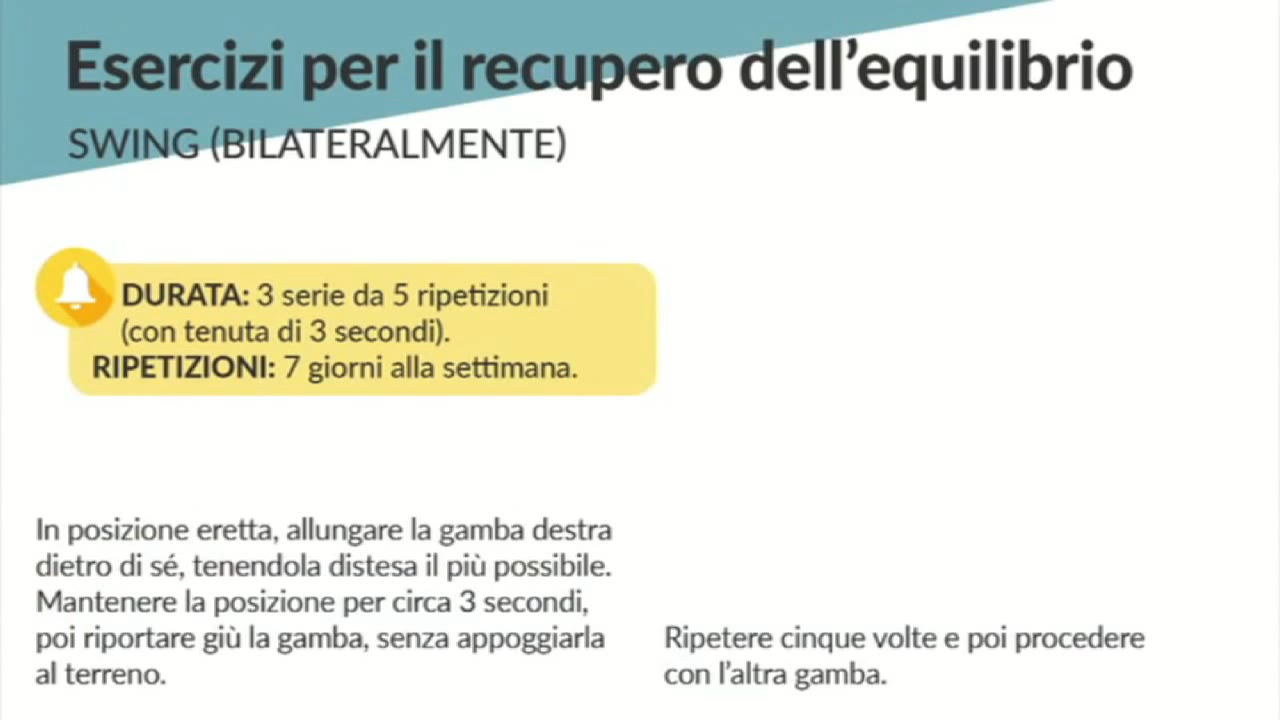 Esercizi per il recupero dell’equilibrio
SWING (BILATERALMENTE)
DURATA: 3 serie da 5 ripetizioni
(con tenuta di 3 secondi).
RIPETIZIONI: 7 giorni alla settimana.
In posizione eretta, allungare la gamba destra
dietro di sé, tenendola distesa il più possibile.
Mantenere la posizione per circa 3 secondi,
poi riportare giù la gamba, senza appoggiarla
al terreno.
Ripetere cinque volte e poi procedere
con l’altra gamba.